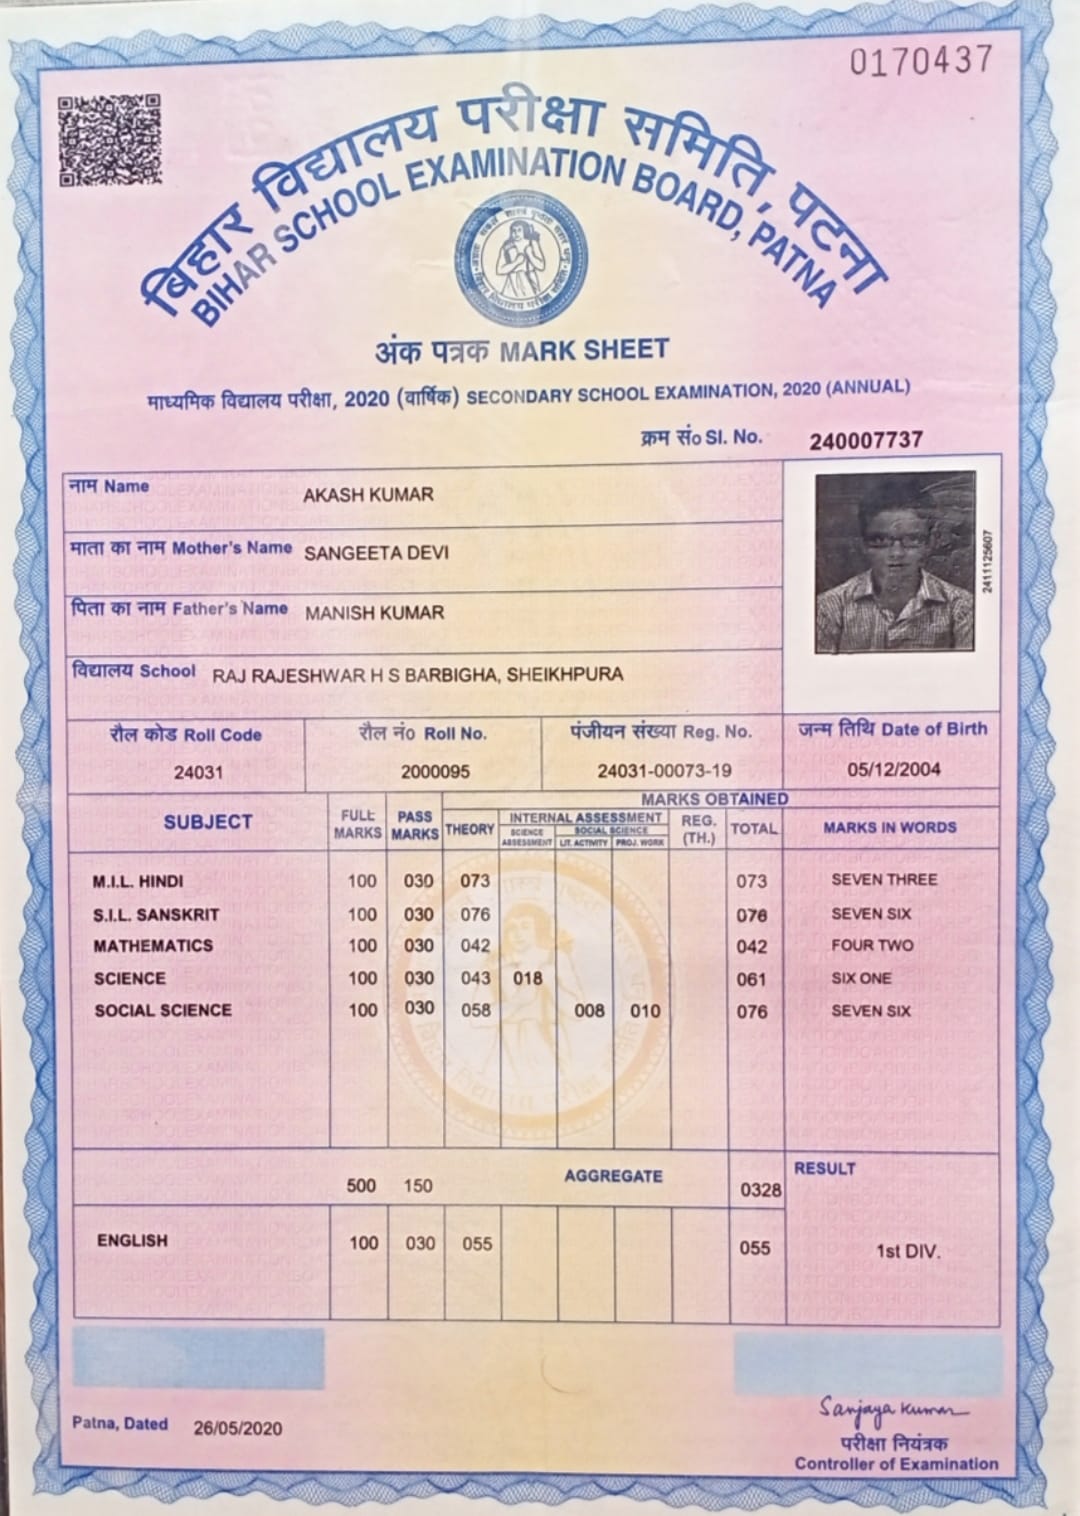 0170437
बिहार विद्यालय परीक्षा समिति, पटना
BIHAR SCHOOL EXAMINATION BOARD, PATNA
अंक पत्रक MARK SHEET
माध्यमिक विद्यालय परीक्षा, 2020 (वार्षिक) SECONDARY SCHOOL EXAMINATION, 2020 (ANNUAL)
क्रम सं० Sl. No. 240007737
नाम Name AKASH KUMAR
माता का नाम Mother's Name SANGEETA DEVI
पिता का नाम Father's Name MANISH KUMAR
विद्यालय School RAJ RAJESHWAR H S BARBIGHA, SHEIKHPURA
2411125607
रौल कोड Roll Code रौल नं० Roll No. पंजीयन संख्या Reg. No. जन्म तिथि Date of Birth
24031 2000095 24031-00073-19 05/12/2004
MARKS OBTAINED
SUBJECT FULL MARKS PASS MARKS THEORY INTERNAL ASSESSMENT REG. (TH.) TOTAL MARKS IN WORDS
SCIENCE ASSESSMENT SOCIAL SCIENCE
LIT. ACTIVITY PROJ. WORK
M.I.L. HINDI 100 030 073 073 SEVEN THREE
S.I.L. SANSKRIT 100 030 076 076 SEVEN SIX
MATHEMATICS 100 030 042 042 FOUR TWO
SCIENCE 100 030 043 018 061 SIX ONE
SOCIAL SCIENCE 100 030 058 008 010 076 SEVEN SIX
500 150 AGGREGATE 0328 RESULT
ENGLISH 100 030 055 055 1st DIV.
Patna, Dated 26/05/2020
Sanjaya Kumar
परीक्षा नियंत्रक
Controller of Examination